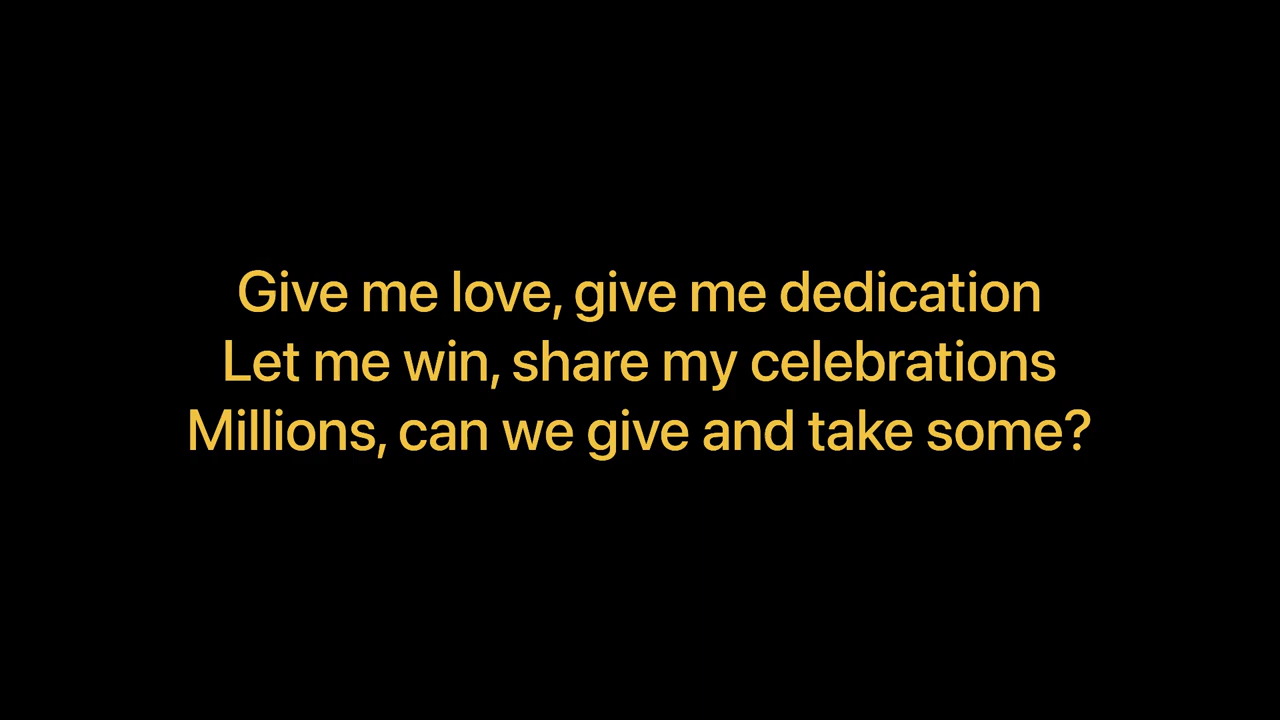 Give me love, give me dedication
Let me win, share my celebrations
Millions, can we give and take some?